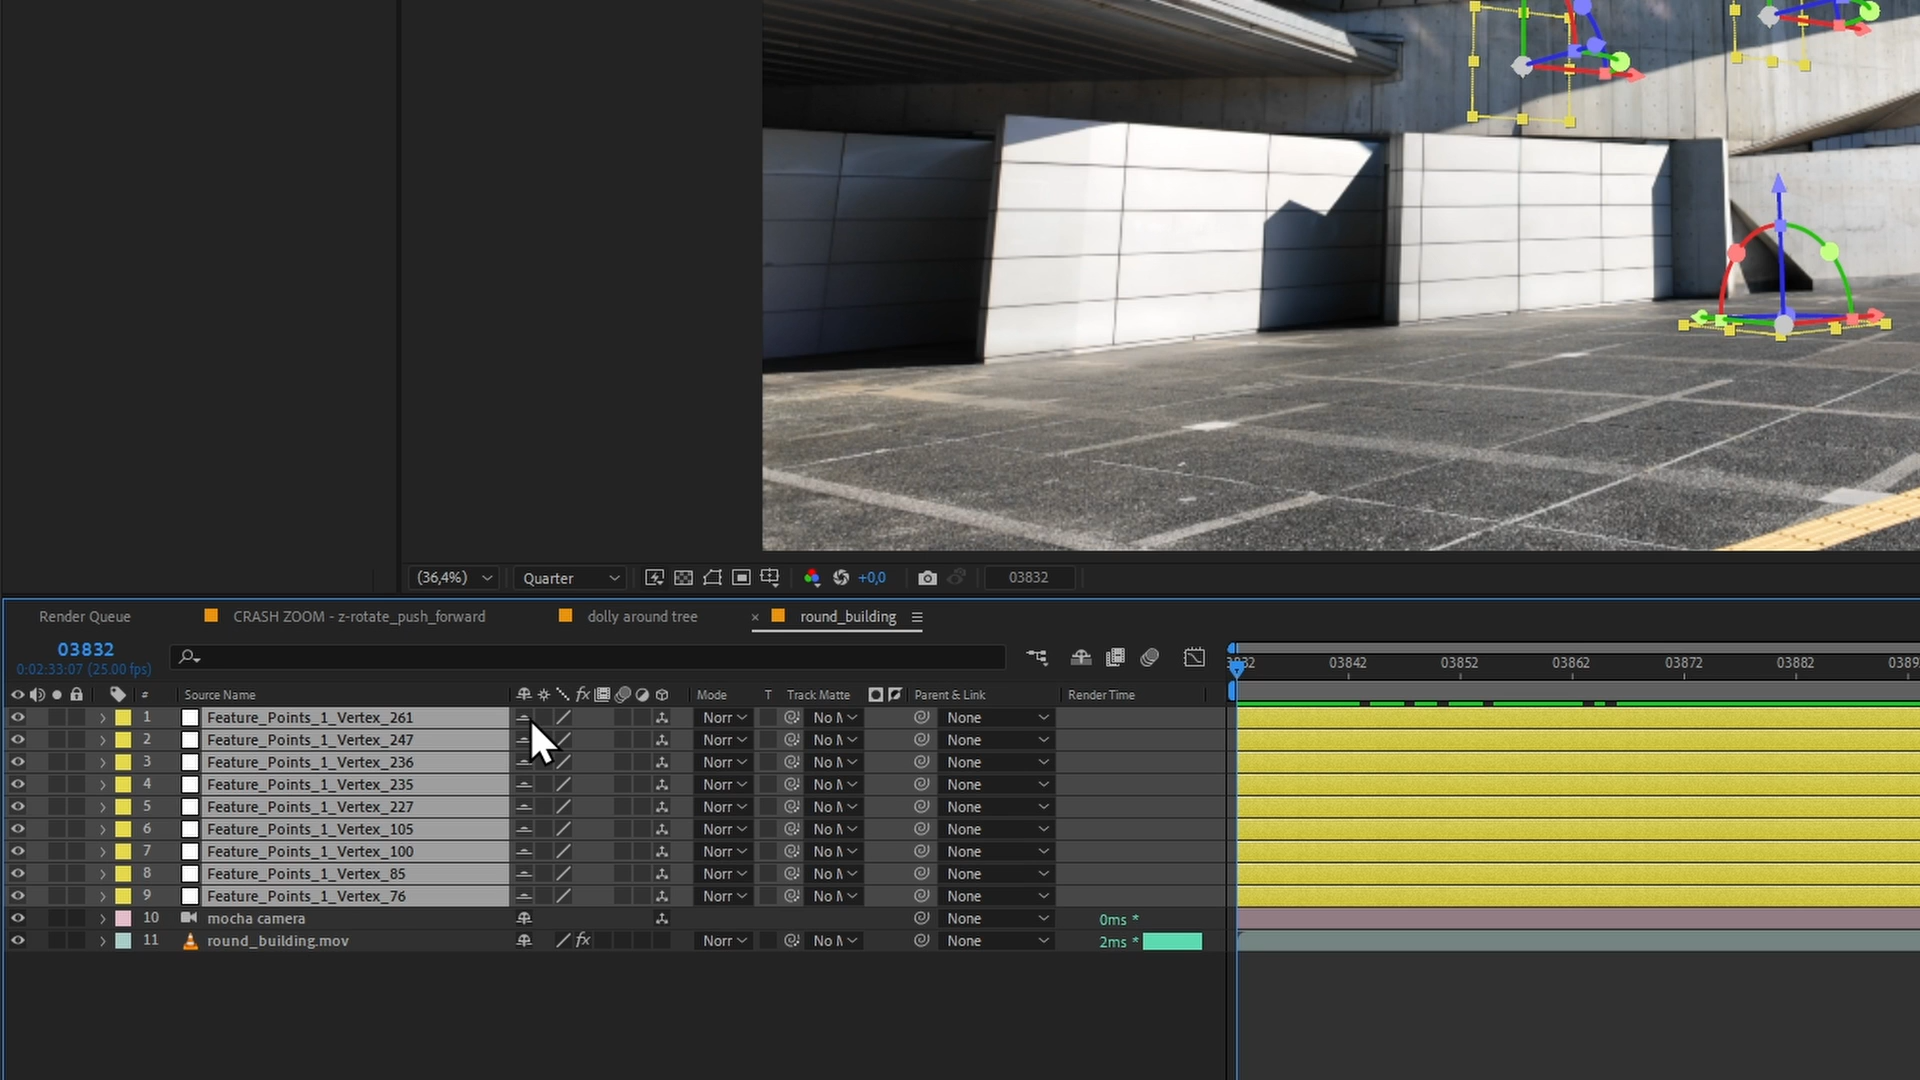 (36,4%) Quarter +0,0 03832
Render Queue CRASH ZOOM - z-rotate_push_forward dolly around tree × round_building
03832
0:02:33:07 (25.00 fps)
03842 03852 03862 03872 03882
# Source Name fx Mode T Track Matte Parent & Link Render Time
1 Feature_Points_1_Vertex_261 Norr No None
2 Feature_Points_1_Vertex_247 Norr No None
3 Feature_Points_1_Vertex_236 Norr No None
4 Feature_Points_1_Vertex_235 Norr No None
5 Feature_Points_1_Vertex_227 Norr No None
6 Feature_Points_1_Vertex_105 Norr No None
7 Feature_Points_1_Vertex_100 Norr No None
8 Feature_Points_1_Vertex_85 Norr No None
9 Feature_Points_1_Vertex_76 Norr No None
10 mocha camera None 0ms *
11 round_building.mov fx Norr No None 2ms *